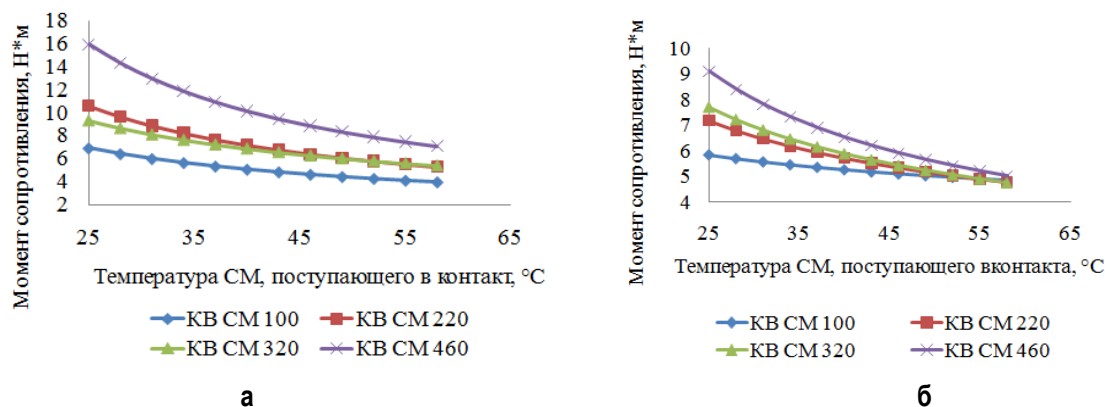 Момент сопротивления, Н*м
18
16
14
12
10
8
6
4
2
25 35 45 55 65
Температура СМ, поступающего в контакт, °С
КВ СМ 100 КВ СМ 220
КВ СМ 320 КВ СМ 460
а
Момент сопротивления, Н*м
10
9
8
7
6
5
4
25 35 45 55 65
Температура СМ, поступающего вконтакта, °С
КВ СМ 100 КВ СМ 220
КВ СМ 320 КВ СМ 460
б